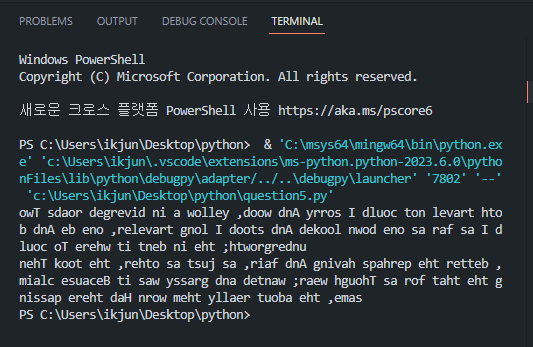 PROBLEMS OUTPUT DEBUG CONSOLE TERMINAL
Windows PowerShell
Copyright (C) Microsoft Corporation. All rights reserved.
새로운 크로스 플랫폼 PowerShell 사용 https://aka.ms/pscore6
PS C:\Users\ikjun\Desktop\python>  & 'C:\msys64\mingw64\bin\python.ex
e' 'c:\Users\ikjun\.vscode\extensions\ms-python.python-2023.6.0\pytho
nFiles\lib\python\debugpy\adapter/../..\debugpy\launcher' '7802' '--'
'c:\Users\ikjun\Desktop\python\question5.py'
owT sdaor degrevid ni a wolley ,doow dnA yrros I dluoc ton levart hto
b dnA eb eno ,relevart gnol I doots dnA dekool nwod eno sa raf sa I d
luoc oT erehw ti tneb ni eht ;htworgrednu
nehT koot eht ,rehto sa tsuj sa ,riaf dnA gnivah spahrep eht retteb ,
mialc esuaceB ti saw yssarg dna detnaw ;raew hguohT sa rof taht eht g
nissap ereht daH nrow meht yllaer tuoba eht ,emas
PS C:\Users\ikjun\Desktop\python>